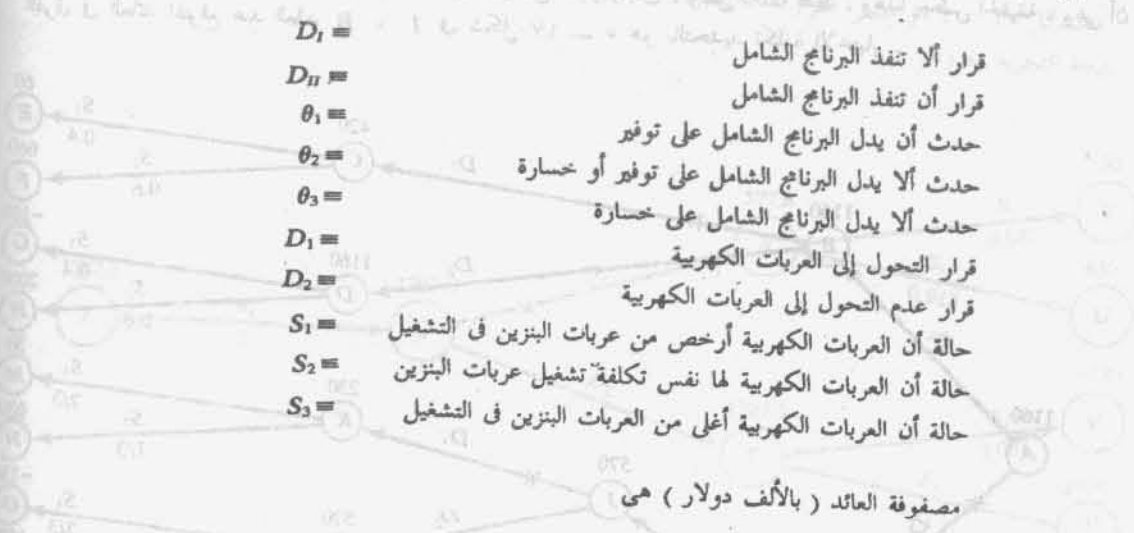 D_I ≡ قرار ألا تنفذ البرنامج الشامل
D_II ≡ قرار أن تنفذ البرنامج الشامل
θ₁ ≡ حدث أن يدل البرنامج الشامل على توفير
θ₂ ≡ حدث ألا يدل البرنامج الشامل على توفير أو خسارة
θ₃ ≡ حدث ألا يدل البرنامج الشامل على خسارة
D₁ ≡ قرار التحول إلى العربات الكهربية
D₂ ≡ قرار عدم التحول إلى العربات الكهربية
S₁ ≡ حالة أن العربات الكهربية أرخص من عربات البنزين فى التشغيل
S₂ ≡ حالة أن العربات الكهربية لها نفس تكلفة تشغيل عربات البنزين
S₃ ≡ حالة أن العربات الكهربية أغلى من العربات البنزين فى التشغيل
مصفوفة العائد ( بالألف دولار ) هى